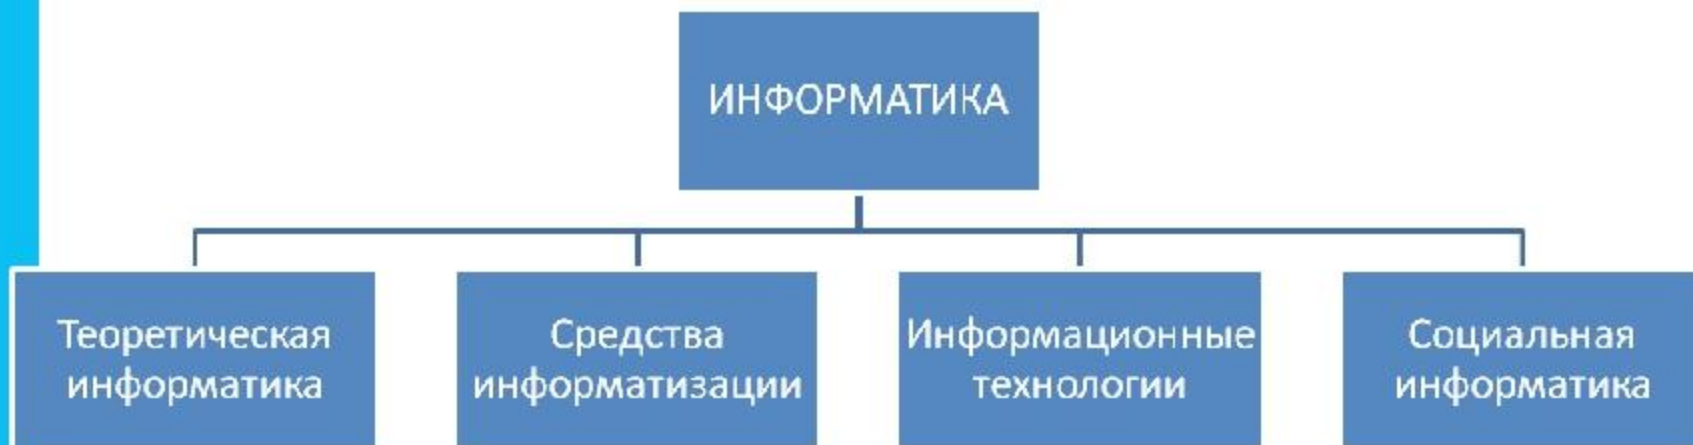 ИНФОРМАТИКА
Теоретическая
информатика
Средства
информатизации
Информационные
технологии
Социальная
информатика